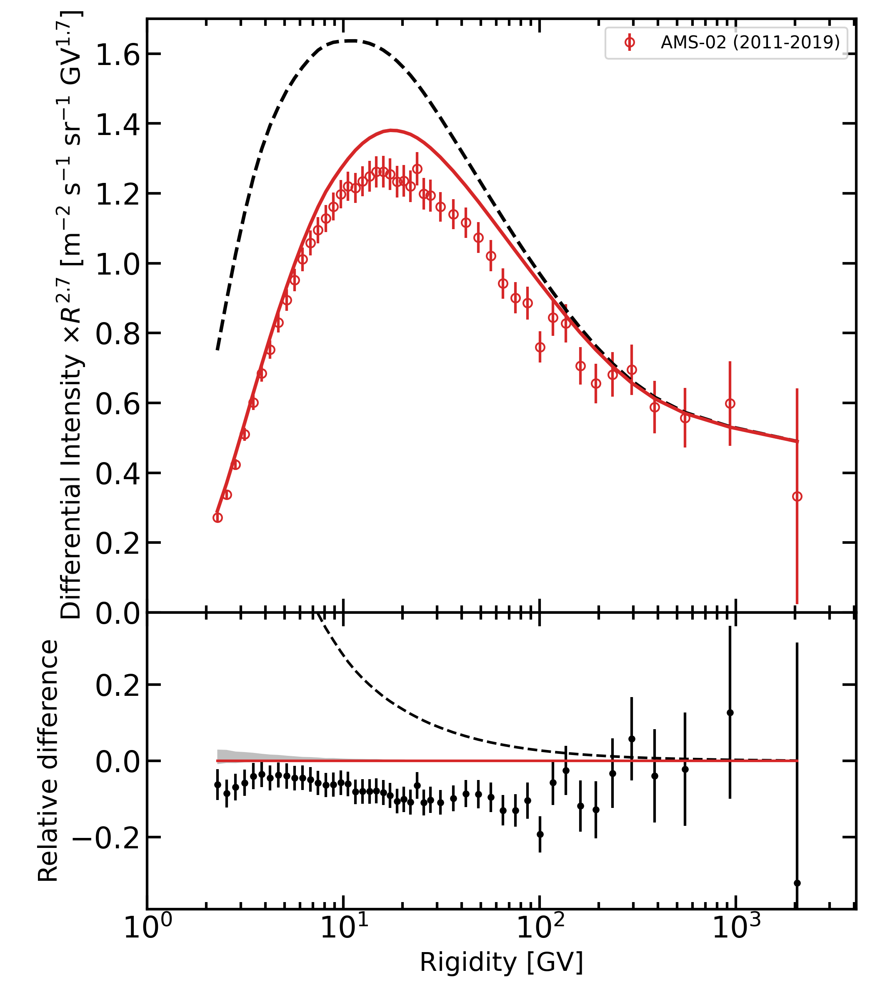 AMS-02 (2011-2019)
Differential Intensity ×R^2.7 [m^−2 s^−1 sr^−1 GV^1.7]
1.6
1.4
1.2
1.0
0.8
0.6
0.4
0.2
0.0
Relative difference
0.2
0.0
−0.2
10^0 10^1 10^2 10^3
Rigidity [GV]